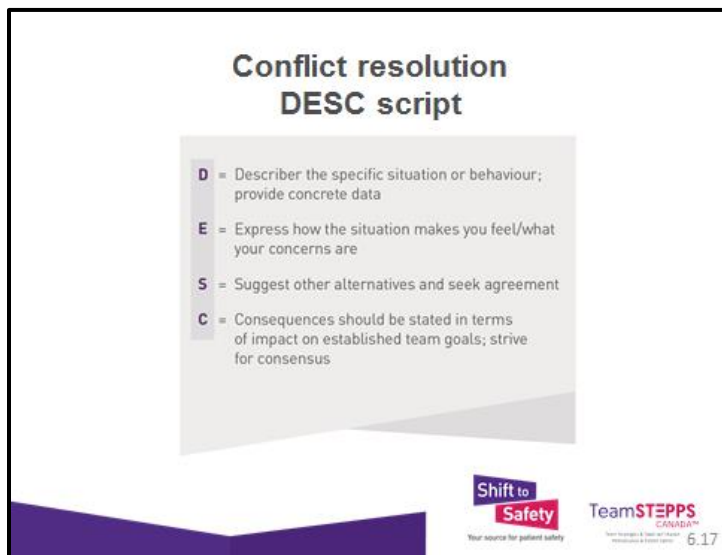 Conflict resolution
DESC script
D = Describer the specific situation or behaviour;
provide concrete data
E = Express how the situation makes you feel/what
your concerns are
S = Suggest other alternatives and seek agreement
C = Consequences should be stated in terms
of impact on established team goals; strive
for consensus
Shift to
Safety
Your source for patient safety
TeamSTEPPS
CANADA™
6.17